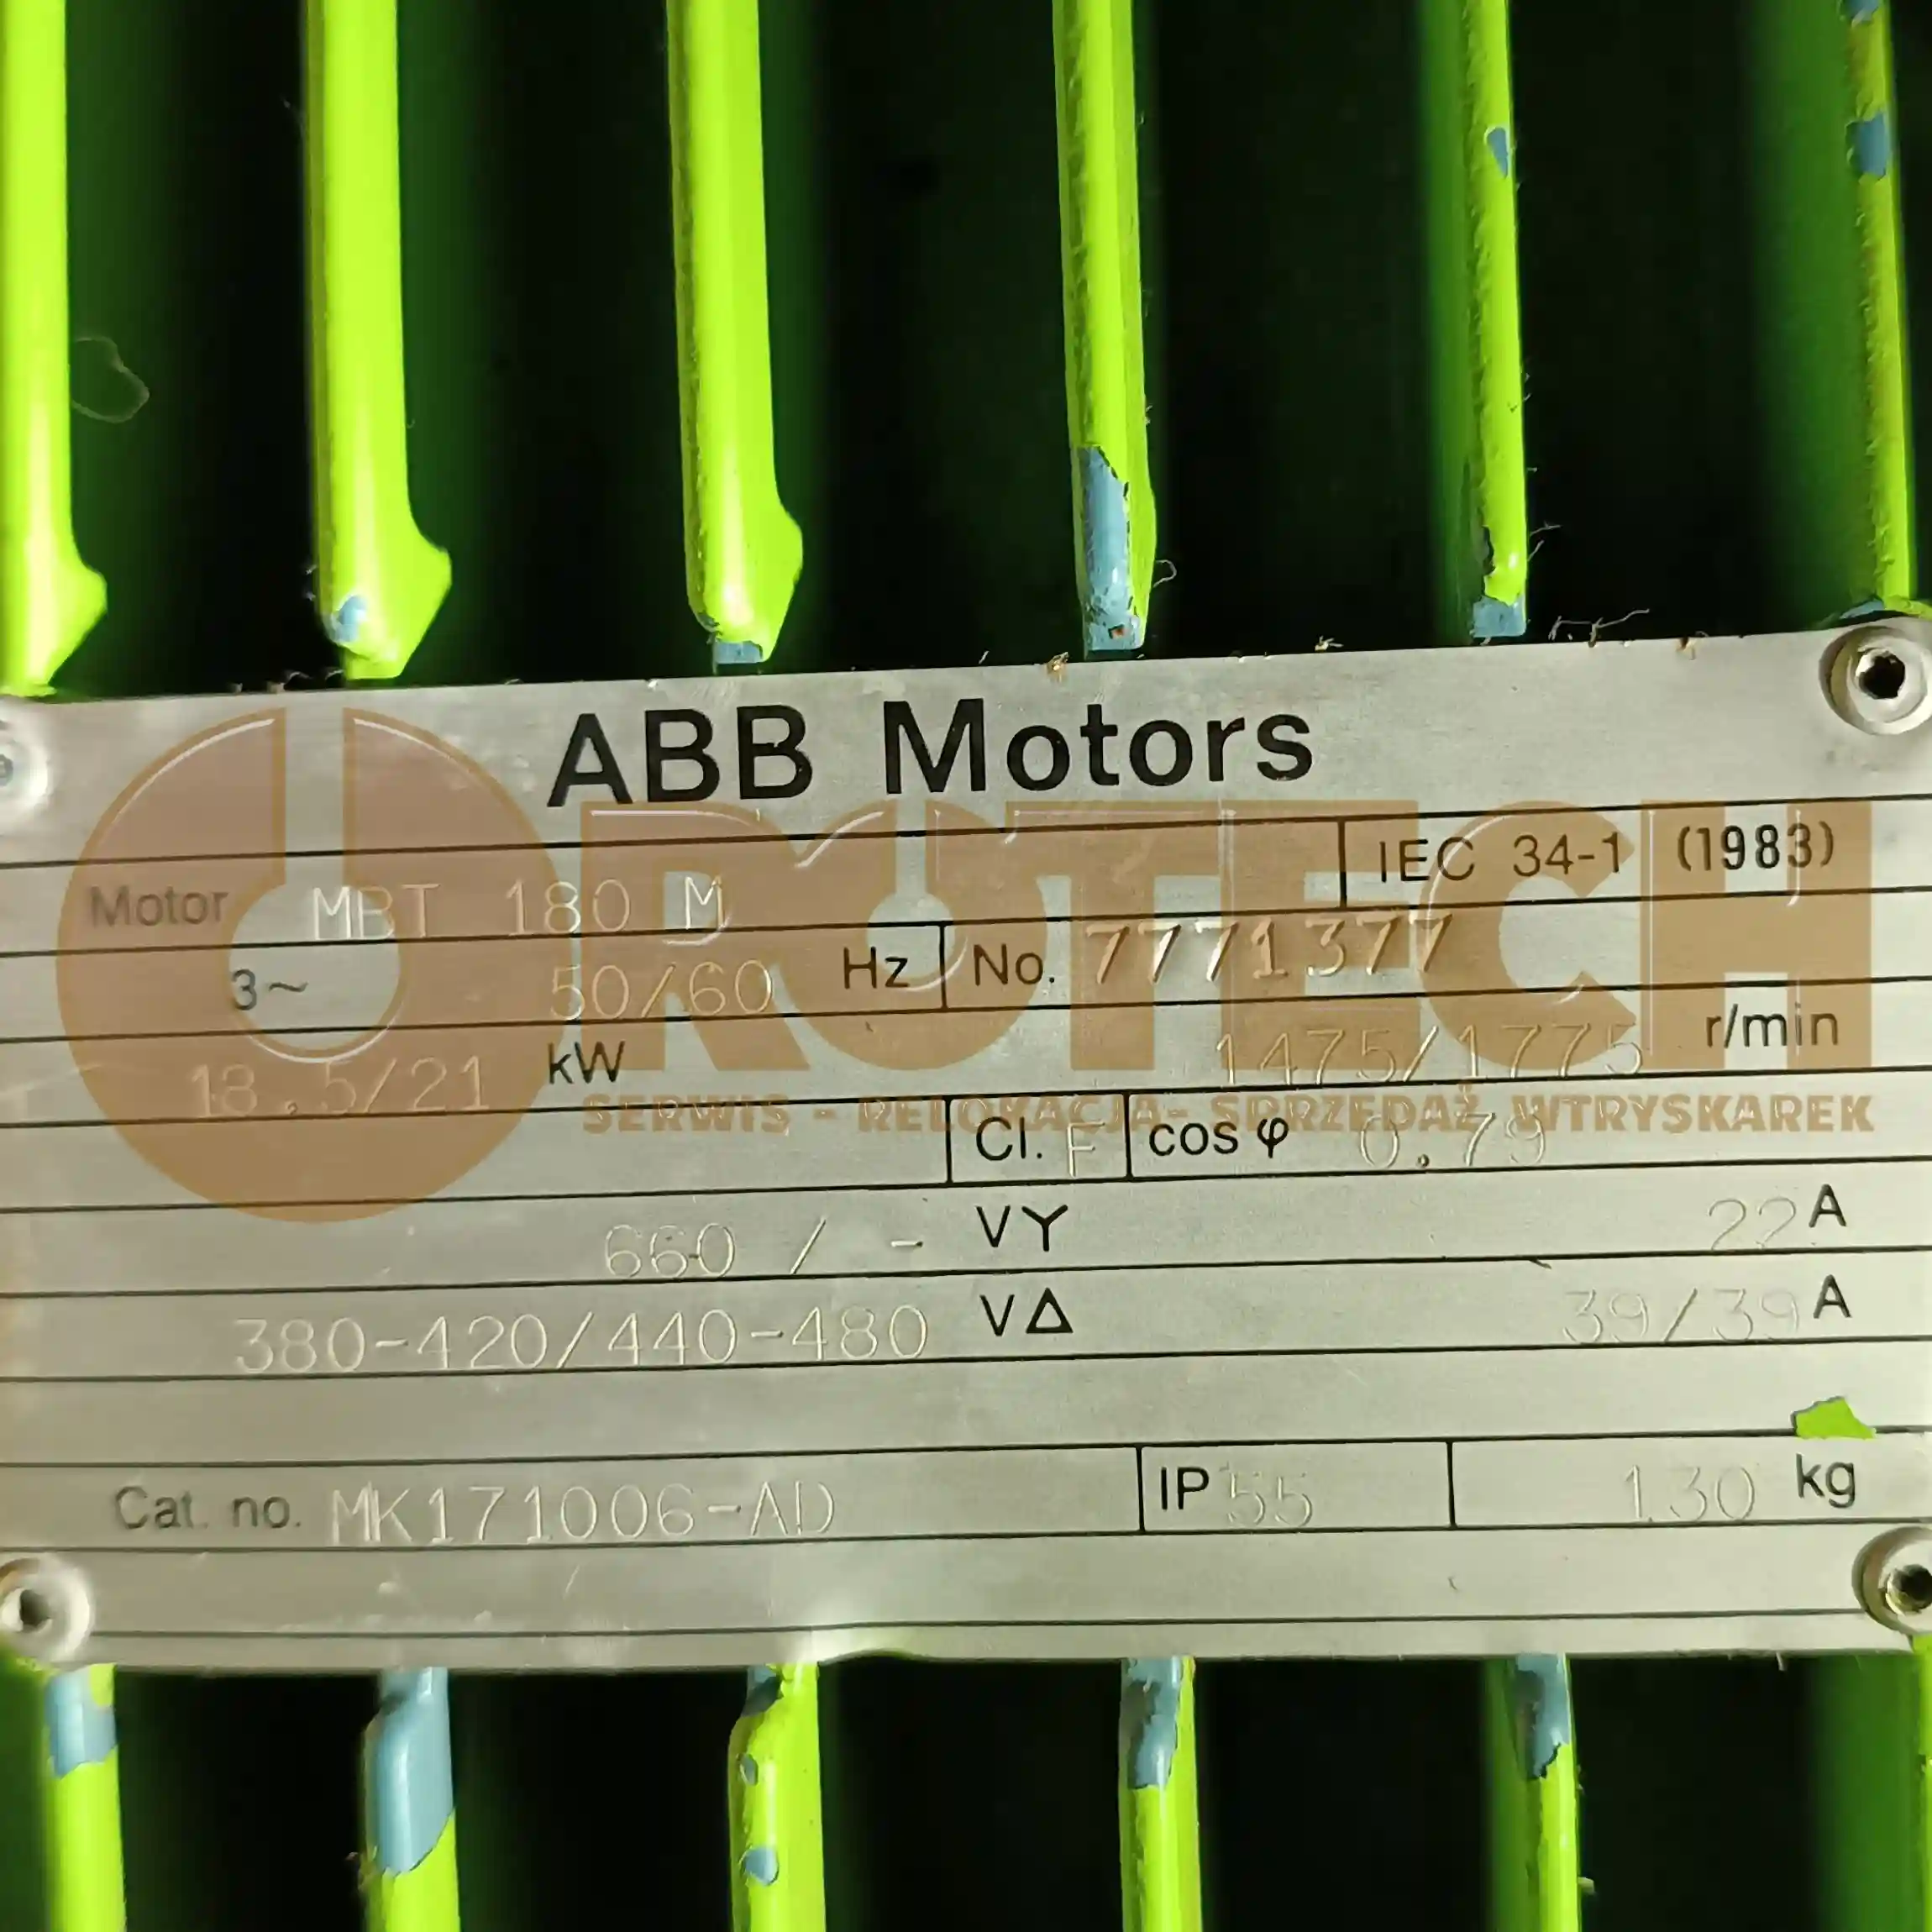 ABB Motors
IEC 34-1 (1983)
Motor MBT 180 M
3~ 50/60 Hz No. 7771377
18.5/21 kW 1475/1775 r/min
Cl. F cos φ 0.79
660 / - VY 22 A
380-420/440-480 VΔ 39/39 A
Cat. no. MK171006-AD IP 55 130 kg
ROTECH
SERWIS - RELOKACJA - SPRZEDAŻ WTRYSKAREK